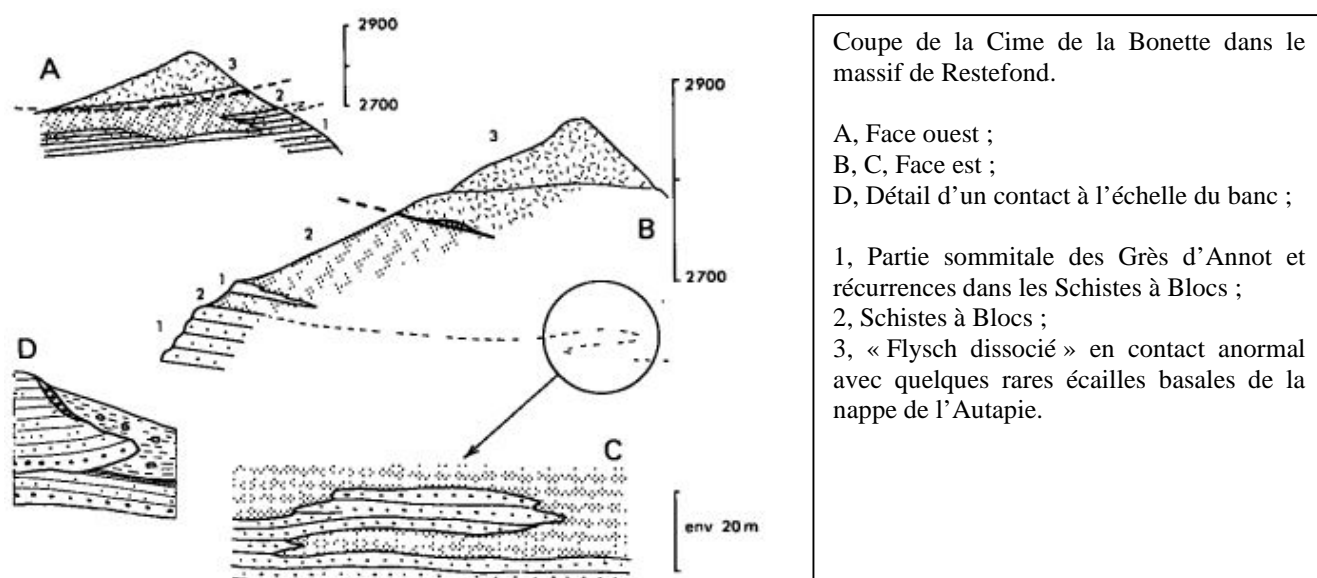 2900
A
3
2
2700
1
2900
3
2
B
1
2
2700
1
D
C
env 20 m
Coupe de la Cime de la Bonette dans le
massif de Restefond.
A, Face ouest ;
B, C, Face est ;
D, Détail d'un contact à l'échelle du banc ;
1, Partie sommitale des Grès d'Annot et
récurrences dans les Schistes à Blocs ;
2, Schistes à Blocs ;
3, « Flysch dissocié » en contact anormal
avec quelques rares écailles basales de la
nappe de l'Autapie.